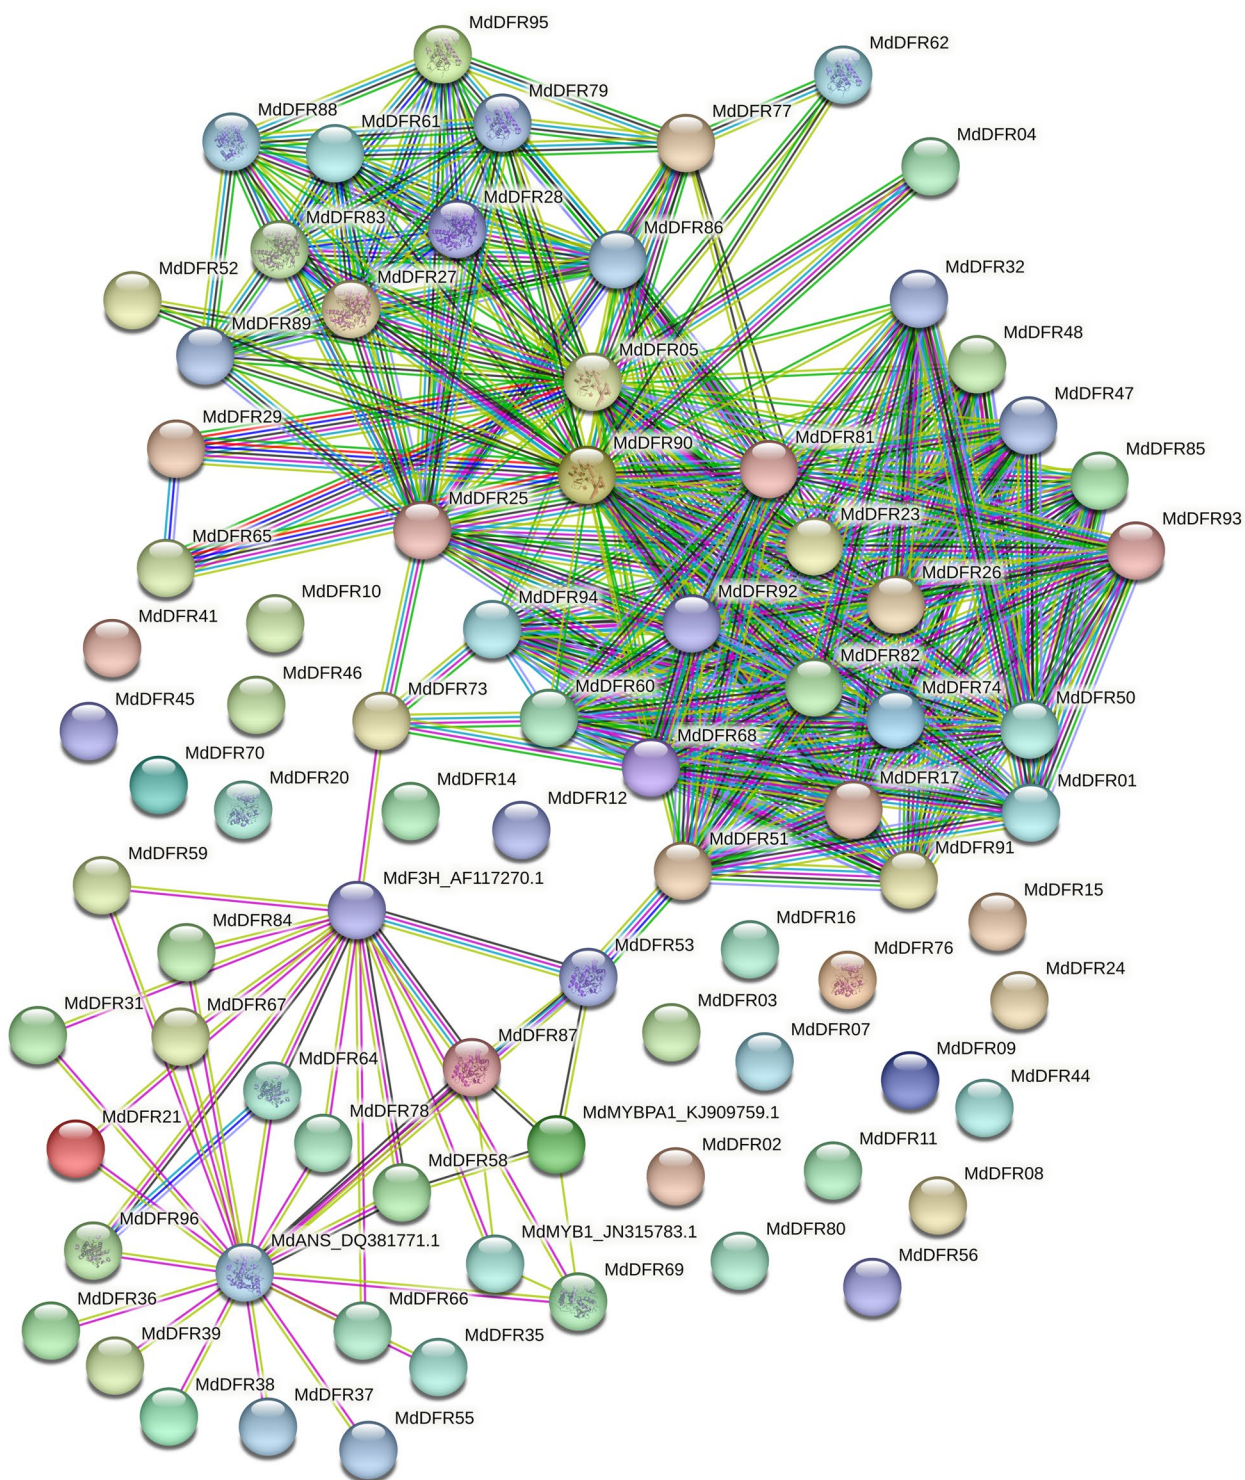 MdDFR95
MdDFR62
MdDFR79
MdDFR77
MdDFR88
MdDFR61
MdDFR04
MdDFR28
MdDFR83
MdDFR86
MdDFR52
MdDFR27
MdDFR32
MdDFR89
MdDFR48
MdDFR05
MdDFR47
MdDFR29
MdDFR90
MdDFR81
MdDFR85
MdDFR25
MdDFR23
MdDFR93
MdDFR65
MdDFR26
MdDFR10
MdDFR92
MdDFR94
MdDFR41
MdDFR82
MdDFR46
MdDFR73
MdDFR60
MdDFR74
MdDFR50
MdDFR45
MdDFR68
MdDFR70
MdDFR20
MdDFR14
MdDFR12
MdDFR17
MdDFR01
MdDFR51
MdDFR91
MdDFR59
MdF3H_AF117270.1
MdDFR15
MdDFR84
MdDFR16
MdDFR53
MdDFR76
MdDFR24
MdDFR31
MdDFR67
MdDFR03
MdDFR87
MdDFR07
MdDFR64
MdDFR09
MdDFR44
MdDFR21
MdDFR78
MdMYBPA1_KJ909759.1
MdDFR02
MdDFR11
MdDFR58
MdDFR08
MdDFR96
MdANS_DQ381771.1
MdMYB1_JN315783.1
MdDFR80
MdDFR56
MdDFR69
MdDFR36
MdDFR66
MdDFR39
MdDFR35
MdDFR38
MdDFR37
MdDFR55